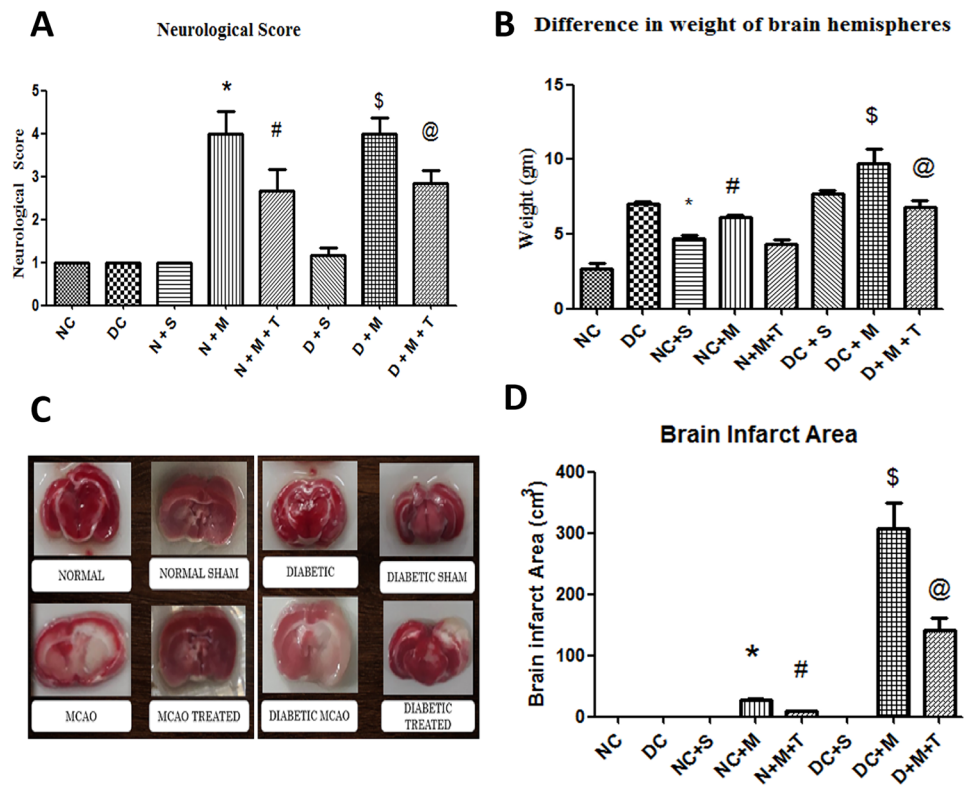 A
Neurological Score
Neurological Score
5
4
3
2
1
0
*
#
$
@
NC
DC
N + S
N + M
N + M + T
D + S
D + M
D + M + T
B
Difference in weight of brain hemispheres
Weight (gm)
15
10
5
0
*
#
$
@
NC
DC
NC+S
NC+M
N+M+T
DC + S
DC + M
D+ M + T
C
NORMAL
NORMAL SHAM
DIABETIC
DIABETIC SHAM
MCAO
MCAO TREATED
DIABETIC MCAO
DIABETIC
TREATED
D
Brain Infarct Area
Brain infarct Area (cm³)
400
300
200
100
0
*
#
$
@
NC
DC
NC+S
NC+M
N+M+T
DC+S
DC+M
D+M+T